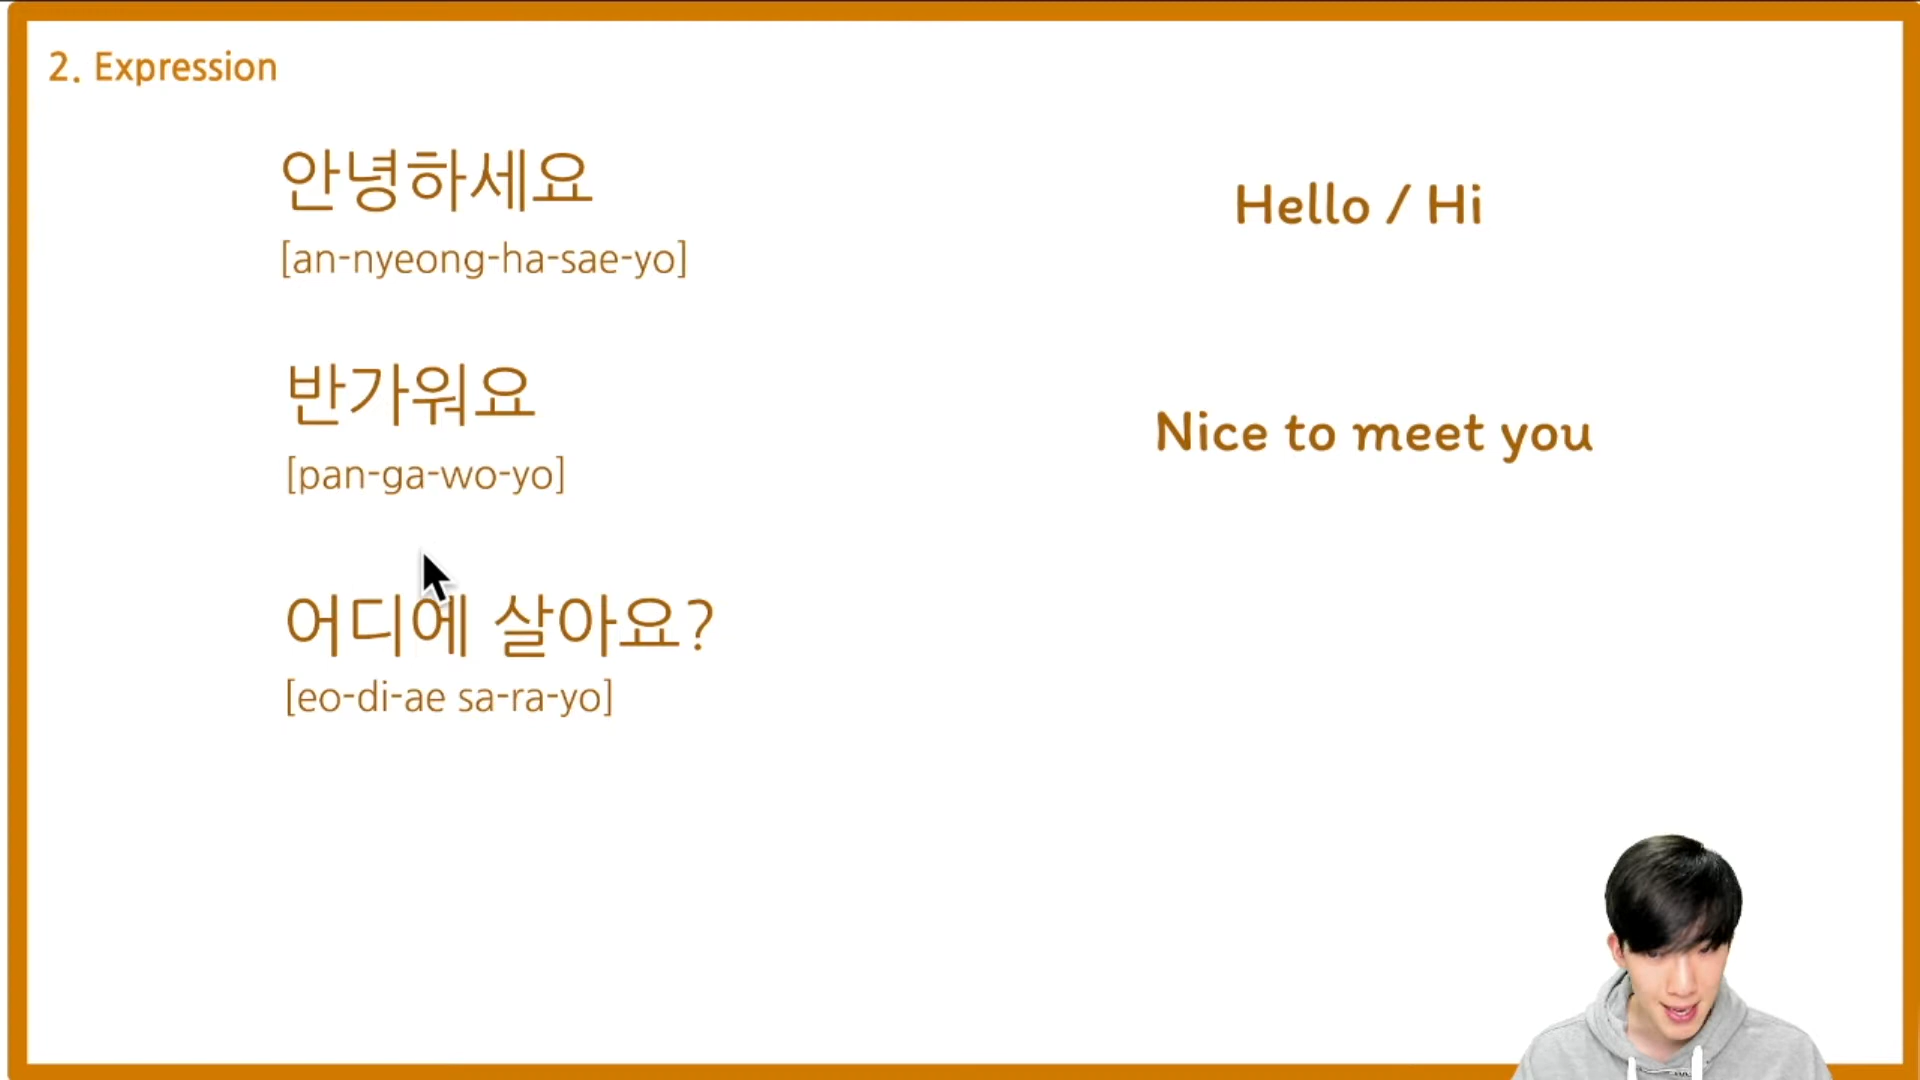 2. Expression
안녕하세요
[an-nyeong-ha-sae-yo]
Hello / Hi
반가워요
[pan-ga-wo-yo]
Nice to meet you
어디에 살아요?
[eo-di-ae sa-ra-yo]